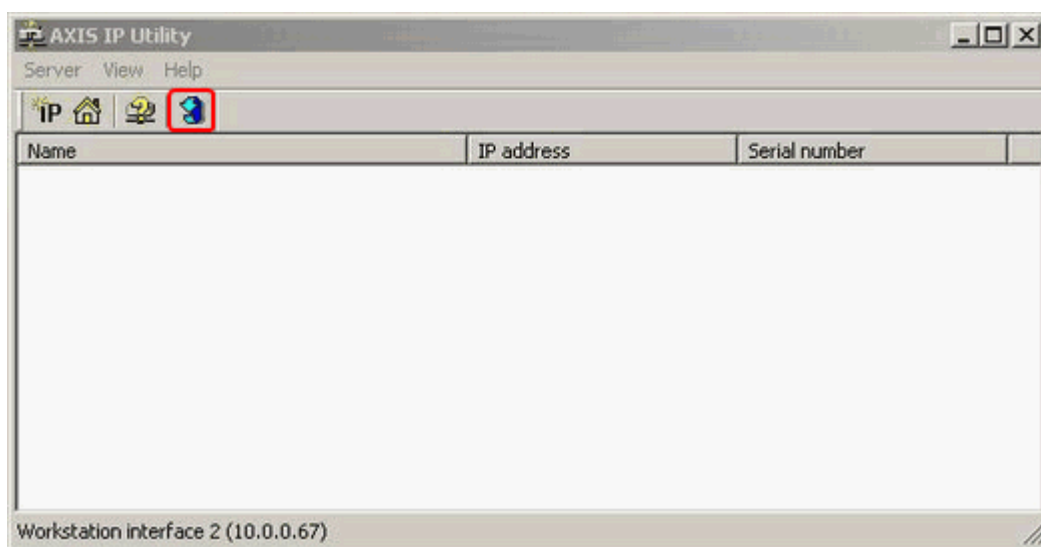 AXIS IP Utility
Server View Help
IP
Name IP address Serial number
Workstation interface 2 (10.0.0.67)